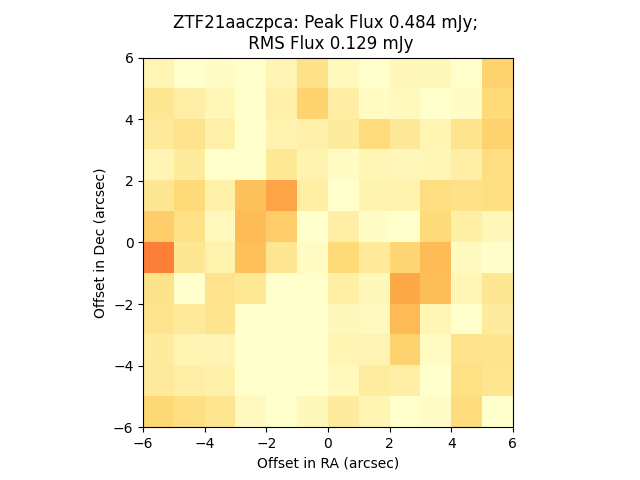 ZTF21aaczpca: Peak Flux 0.484 mJy;
RMS Flux 0.129 mJy
6
4
2
0
−2
−4
−6
Offset in Dec (arcsec)
−6 −4 −2 0 2 4 6
Offset in RA (arcsec)